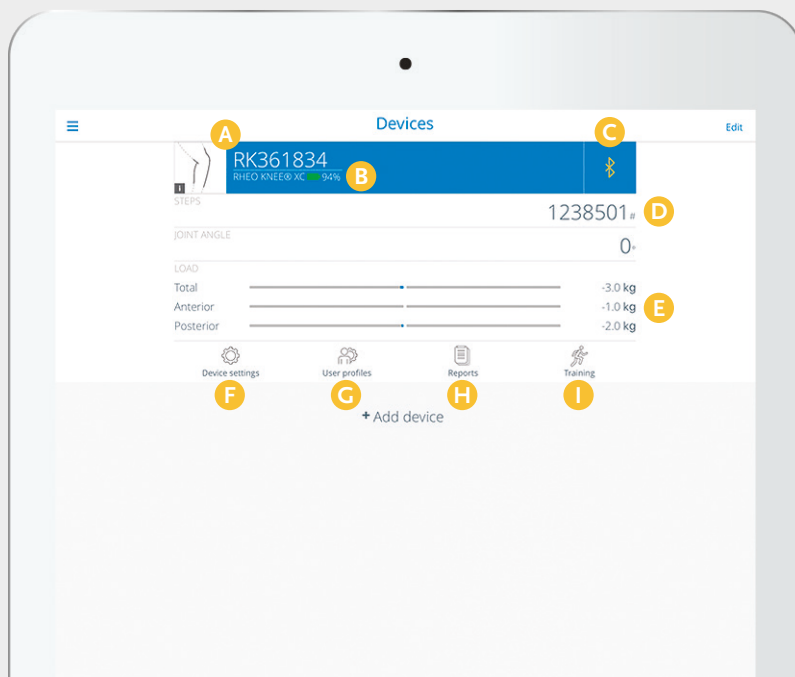 Devices
Edit
A
C
RK361834
RHEO KNEE® XC 94%
B
i
STEPS
1238501 #
D
JOINT ANGLE
0°
LOAD
Total -3.0 kg
Anterior -1.0 kg
E
Posterior -2.0 kg
Device settings User profiles Reports Training
F G H I
+ Add device